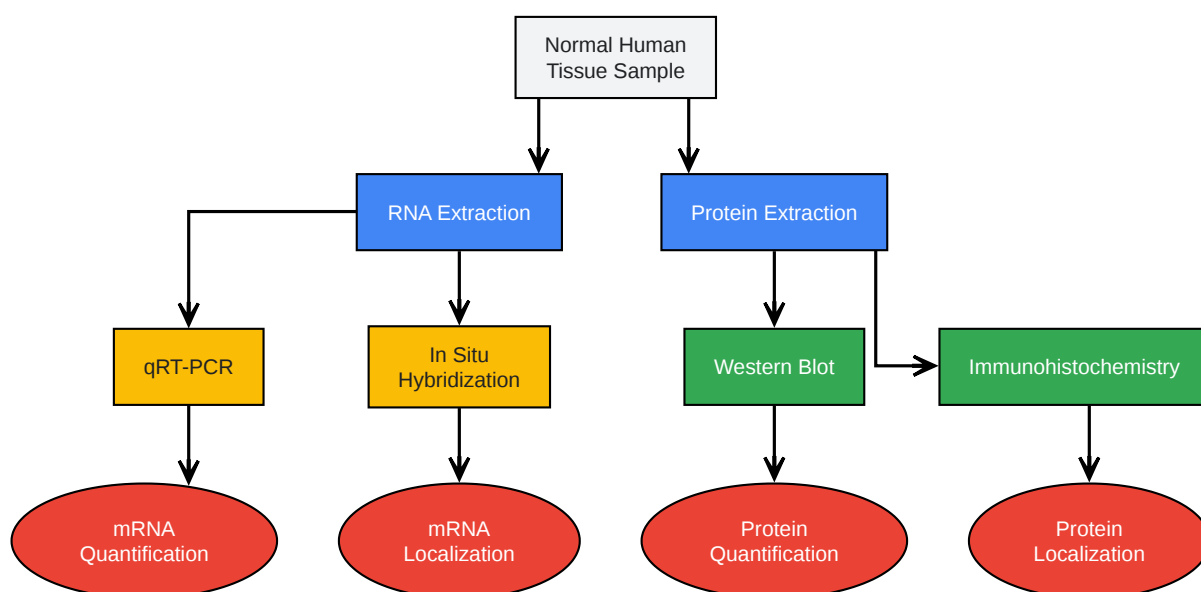 Normal Human
Tissue Sample
RNA Extraction
Protein Extraction
qRT-PCR
In Situ
Hybridization
Western Blot
Immunohistochemistry
mRNA
Quantification
mRNA
Localization
Protein
Quantification
Protein
Localization